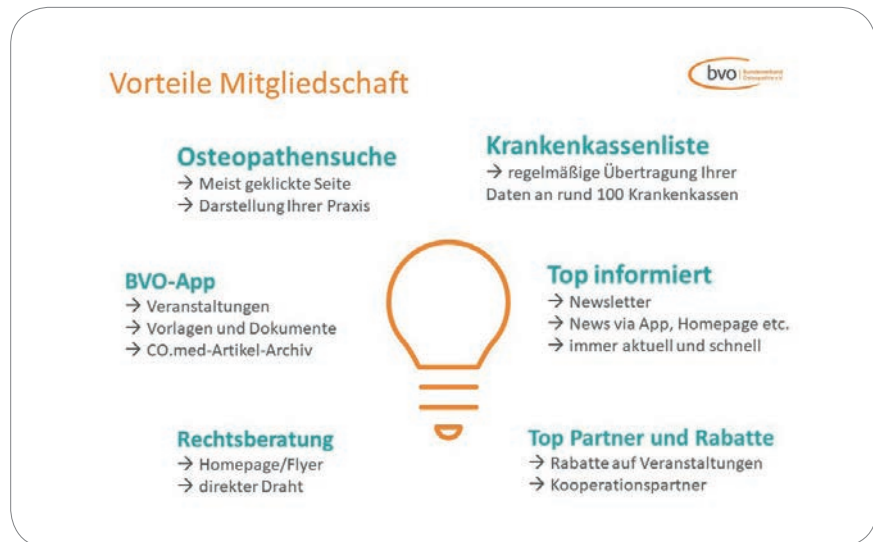 Vorteile Mitgliedschaft
bvo
Bundesverband
Osteopathie e.V.
Osteopathensuche
→ Meist geklickte Seite
→ Darstellung Ihrer Praxis
Krankenkassenliste
→ regelmäßige Übertragung Ihrer
Daten an rund 100 Krankenkassen
BVO-App
→ Veranstaltungen
→ Vorlagen und Dokumente
→ CO.med-Artikel-Archiv
Top informiert
→ Newsletter
→ News via App, Homepage etc.
→ immer aktuell und schnell
Rechtsberatung
→ Homepage/Flyer
→ direkter Draht
Top Partner und Rabatte
→ Rabatte auf Veranstaltungen
→ Kooperationspartner